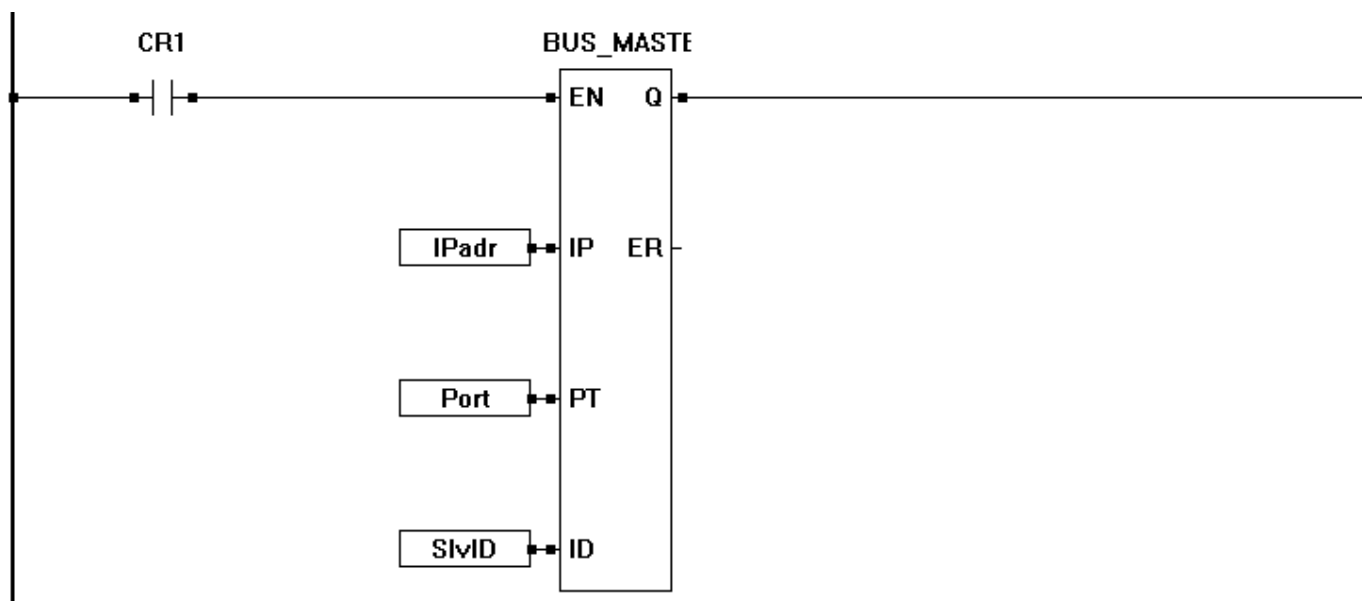 CR1 BUS_MASTE
EN Q
IPadr IP ER
Port PT
SlvID ID